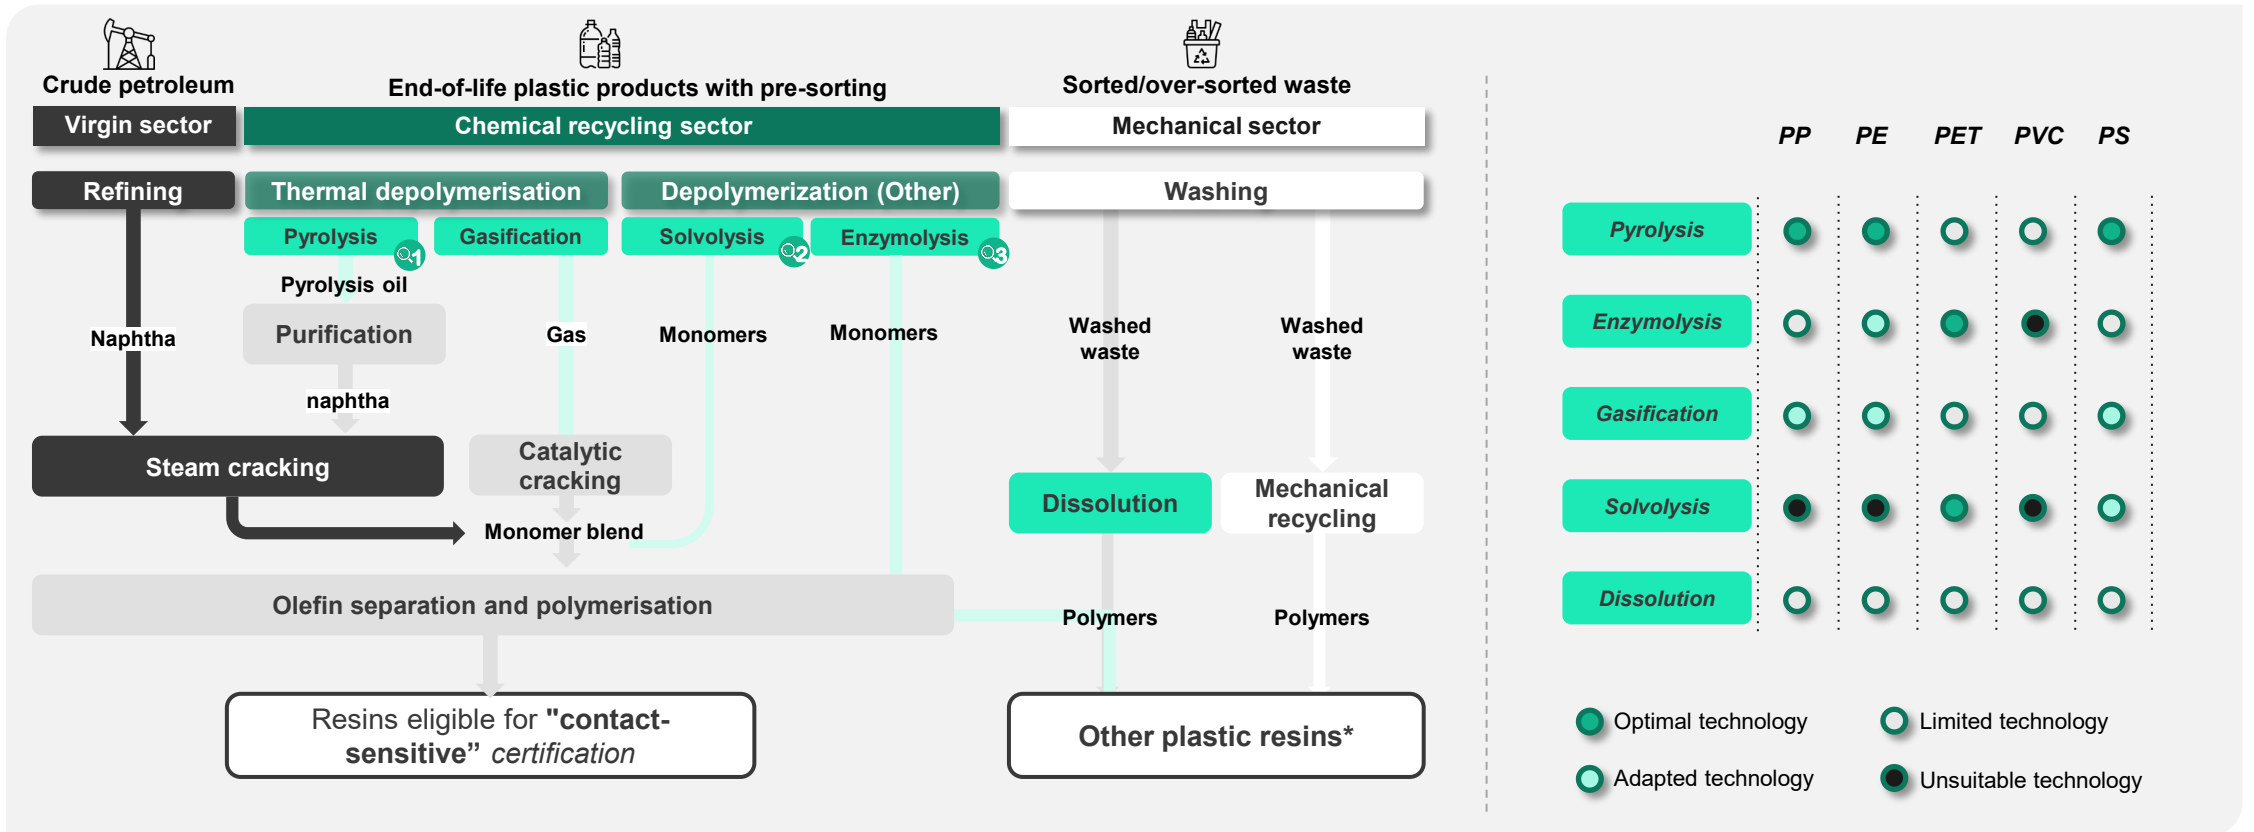 Crude petroleum
End-of-life plastic products with pre-sorting
Sorted/over-sorted waste
Virgin sector
Chemical recycling sector
Mechanical sector
Refining
Thermal depolymerisation
Depolymerization (Other)
Washing
Pyrolysis
1
Gasification
Solvolysis
2
Enzymolysis
3
Pyrolysis oil
Purification
Naphtha
Gas
Monomers
Monomers
Washed
waste
Washed
waste
naphtha
Steam cracking
Catalytic
cracking
Dissolution
Mechanical
recycling
Monomer blend
Olefin separation and polymerisation
Polymers
Polymers
Resins eligible for "contact-
sensitive” certification
Other plastic resins*
PP PE PET PVC PS
Pyrolysis
Enzymolysis
Gasification
Solvolysis
Dissolution
Optimal technology
Limited technology
Adapted technology
Unsuitable technology